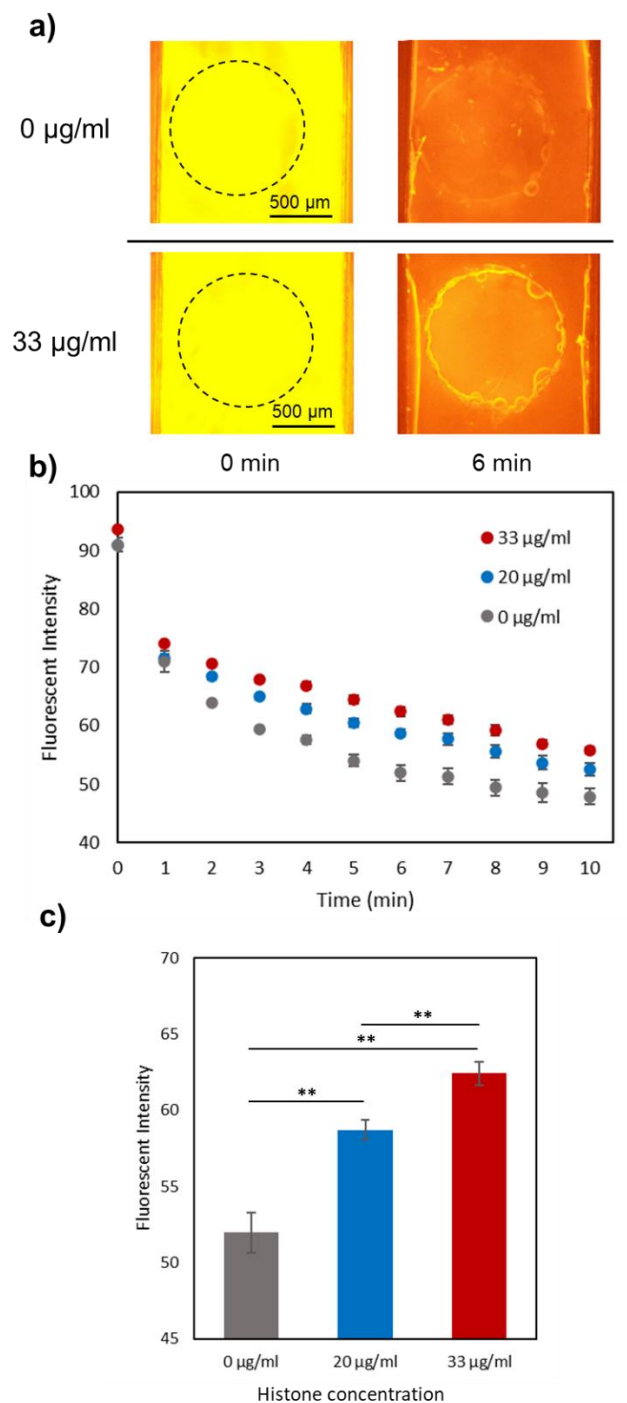 a)
0 µg/ml
500 µm
33 µg/ml
500 µm
0 min
6 min
b)
100
90
80
70
60
50
40
Fluorescent Intensity
33 µg/ml
20 µg/ml
0 µg/ml
0 1 2 3 4 5 6 7 8 9 10
Time (min)
c)
70
65
60
55
50
45
Fluorescent Intensity
**
**
**
0 µg/ml 20 µg/ml 33 µg/ml
Histone concentration